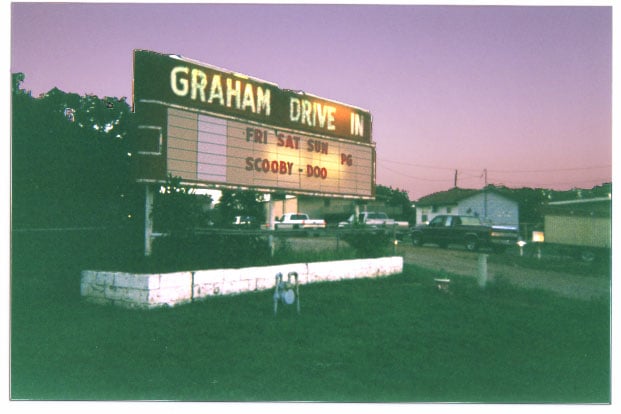 GRAHAM DRIVE IN
FRI SAT SUN PG
SCOOBY - DOO